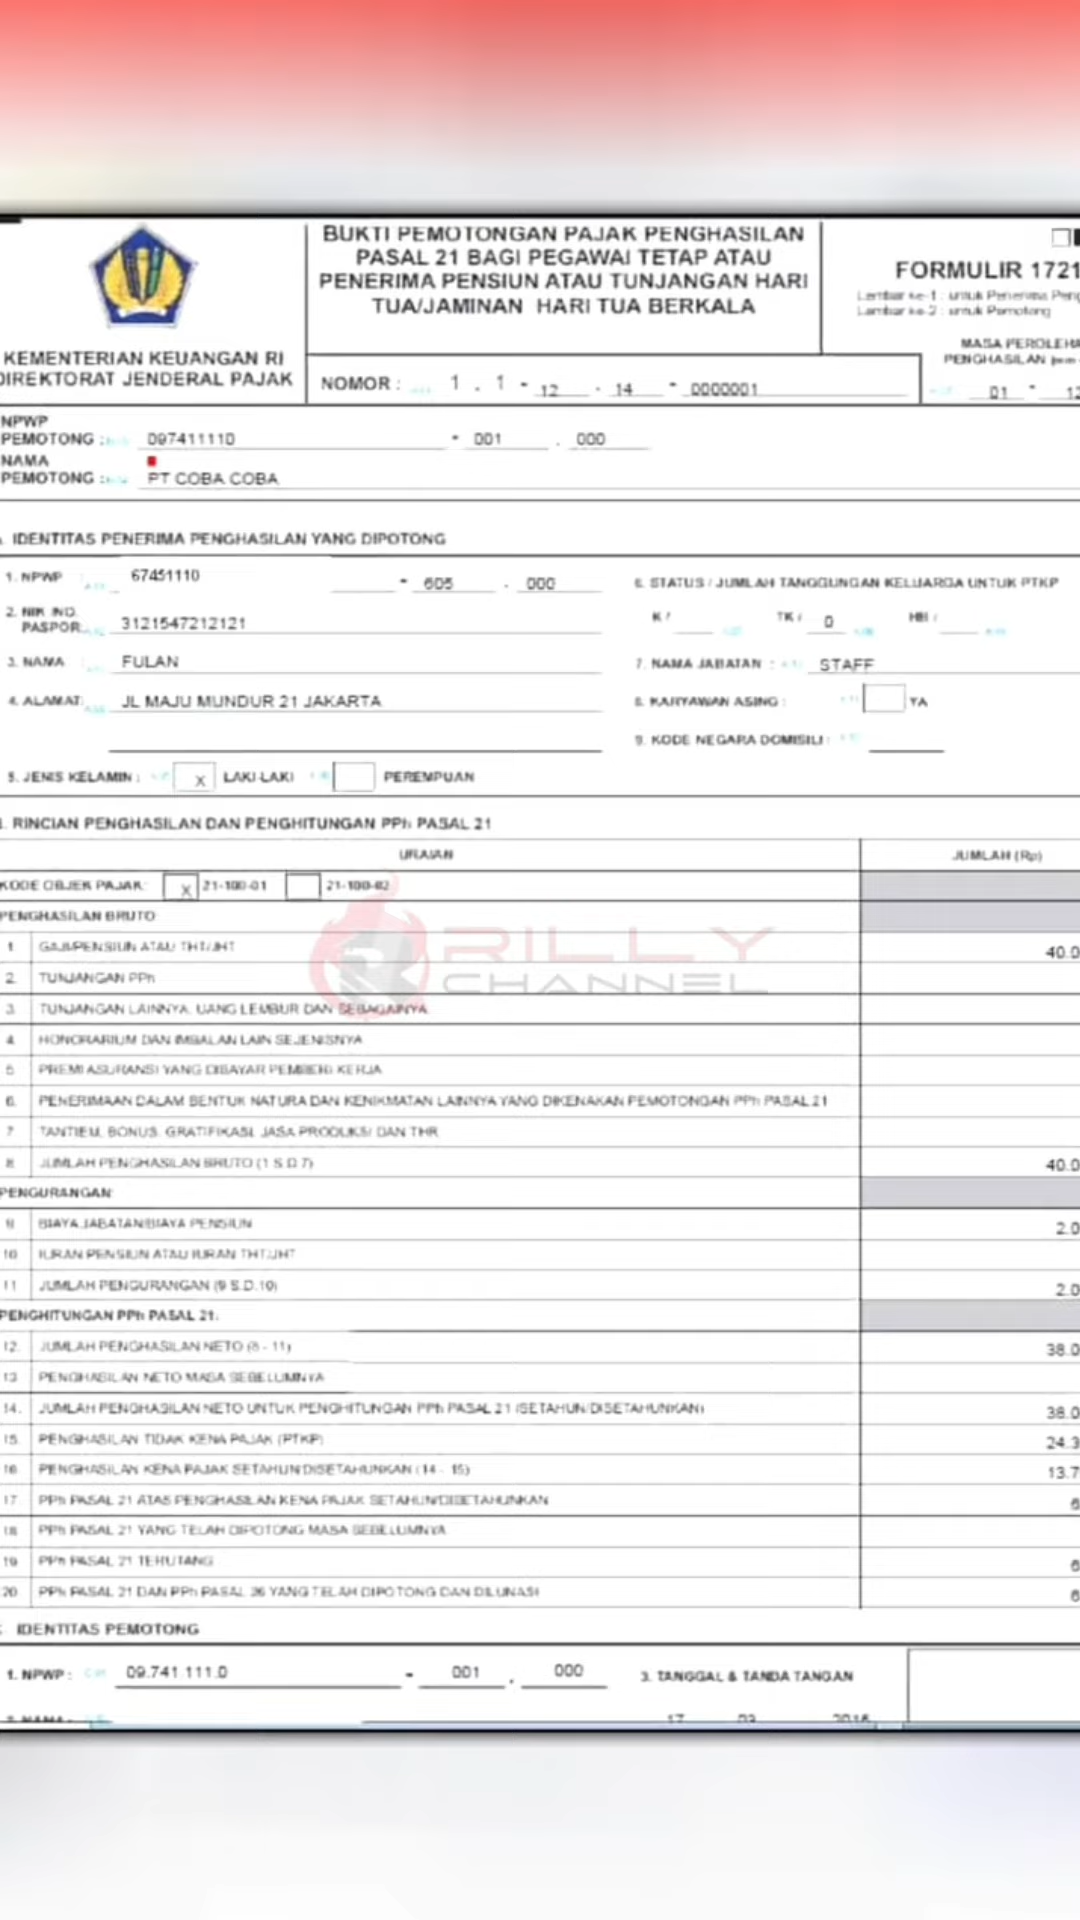 BUKTI PEMOTONGAN PAJAK PENGHASILAN
PASAL 21 BAGI PEGAWAI TETAP ATAU
PENERIMA PENSIUN ATAU TUNJANGAN HARI
TUA/JAMINAN HARI TUA BERKALA
FORMULIR 1721
Lembar ke-1 : untuk Penerima
Lembar ke-2 : untuk Pemotong
KEMENTERIAN KEUANGAN RI
DIREKTORAT JENDERAL PAJAK
NOMOR : 1 . 1 - 12 . 14 - 0000001
MASA
PENGHASILAN
01 - 12
NPWP
PEMOTONG : 097411110 - 001 . 000
NAMA
PEMOTONG : PT COBA COBA
. IDENTITAS PENERIMA PENGHASILAN YANG DIPOTONG
1. NPWP 67451110 - 605 . 000
2. NIK /NO.
PASPOR 3121547212121
3. NAMA : FULAN
4. ALAMAT: JL MAJU MUNDUR 21 JAKARTA
5. JENIS KELAMIN : X LAKI-LAKI PEREMPUAN
6. STATUS / JUMLAH TANGGUNGAN KELUARGA UNTUK PTKP
K / TK / 0 HB /
7. NAMA JABATAN : STAFF
8. KARYAWAN ASING : YA
9. KODE NEGARA DOMISILI :
. RINCIAN PENGHASILAN DAN PENGHITUNGAN PPh PASAL 21
URAIAN JUMLAH (Rp)
KODE OBJEK PAJAK: X 21-100-01 21-100-02
PENGHASILAN BRUTO
1. GAJI/PENSIUN ATAU THT/JHT 40.0
2. TUNJANGAN PPh
3. TUNJANGAN LAINNYA, UANG LEMBUR DAN SEBAGAINYA
4. HONORARIUM DAN IMBALAN LAIN SEJENISNYA
5. PREMI ASURANSI YANG DIBAYAR PEMBERI KERJA
6. PENERIMAAN DALAM BENTUK NATURA DAN KENIKMATAN LAINNYA YANG DIKENAKAN PEMOTONGAN PPh PASAL 21
7. TANTIEM, BONUS, GRATIFIKASI, JASA PRODUKSI DAN THR
8. JUMLAH PENGHASILAN BRUTO (1 S.D.7) 40.0
PENGURANGAN:
9. BIAYA JABATAN/BIAYA PENSIUN 2.0
10. IURAN PENSIUN ATAU IURAN THT/JHT
11. JUMLAH PENGURANGAN (9 S.D.10) 2.0
PENGHITUNGAN PPh PASAL 21:
12. JUMLAH PENGHASILAN NETO (8 - 11) 38.0
13. PENGHASILAN NETO MASA SEBELUMNYA
14. JUMLAH PENGHASILAN NETO UNTUK PENGHITUNGAN PPh PASAL 21 (SETAHUN/DISETAHUNKAN) 38.0
15. PENGHASILAN TIDAK KENA PAJAK (PTKP) 24.3
16. PENGHASILAN KENA PAJAK SETAHUN/DISETAHUNKAN (14 - 15) 13.7
17. PPh PASAL 21 ATAS PENGHASILAN KENA PAJAK SETAHUN/DISETAHUNKAN 6
18. PPh PASAL 21 YANG TELAH DIPOTONG MASA SEBELUMNYA
19. PPh PASAL 21 TERUTANG 6
20. PPh PASAL 21 DAN PPh PASAL 26 YANG TELAH DIPOTONG DAN DILUNASI 6
IDENTITAS PEMOTONG
1. NPWP : 09.741.111.0 - 001 . 000
3. TANGGAL & TANDA TANGAN
RILLY
CHANNEL